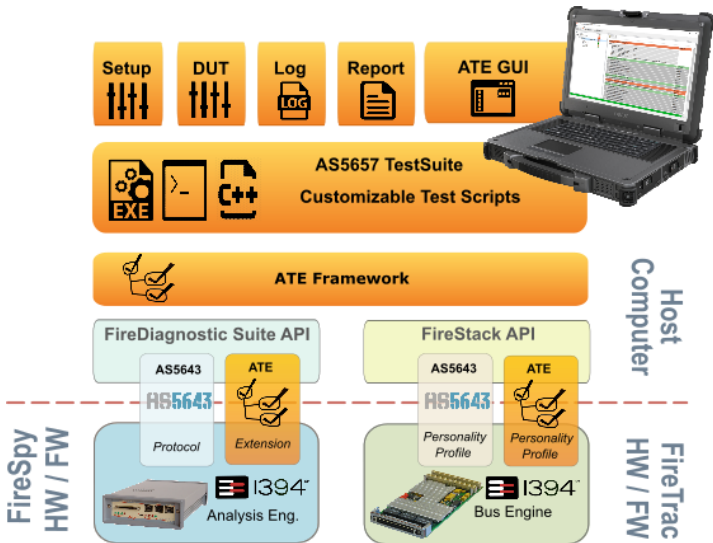 Setup
DUT
Log
LOG
Report
ATE GUI
EXE
>_
C++
AS5657 TestSuite
Customizable Test Scripts
ATE Framework
Host
Computer
FireDiagnostic Suite API
FireStack API
AS5643
AS5643
Protocol
ATE
Extension
AS5643
AS5643
Personality
Profile
ATE
Personality
Profile
FireSpy
HW / FW
1394™
Analysis Eng.
1394™
Bus Engine
FireTrac
HW / FW